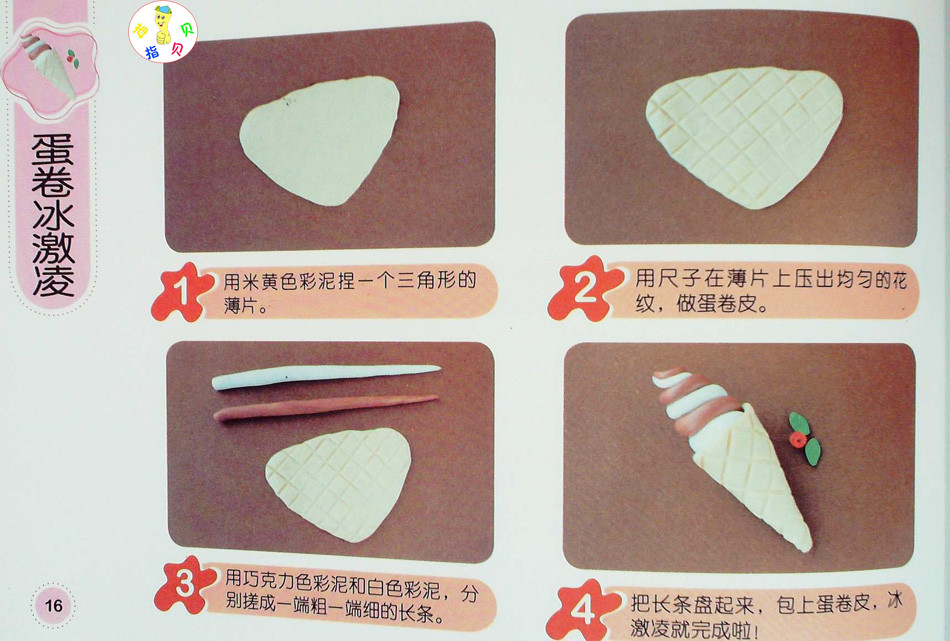 指 贝
指 贝
蛋卷冰激凌
1
用米黄色彩泥捏一个三角形的
薄片。
2
用尺子在薄片上压出均匀的花
纹，做蛋卷皮。
3
用巧克力色彩泥和白色彩泥，分
别搓成一端粗一端细的长条。
4
把长条盘起来，包上蛋卷皮，冰
激凌就完成啦！
16